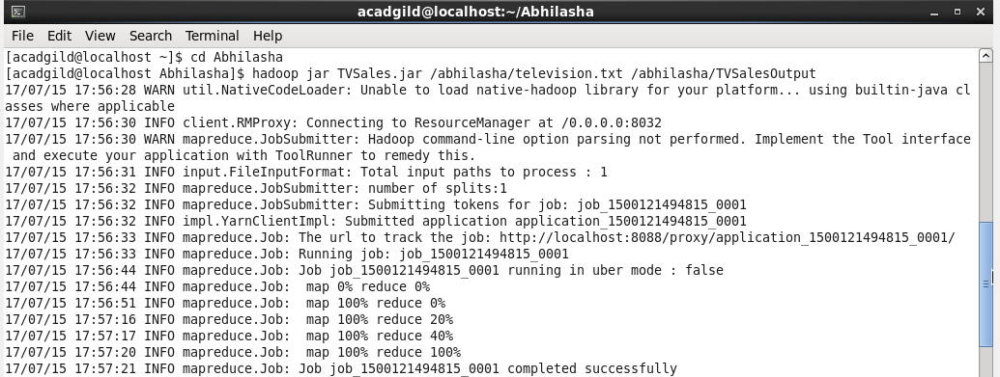 acadgild@localhost:~/Abhilasha
File Edit View Search Terminal Help
[acadgild@localhost ~]$ cd Abhilasha
[acadgild@localhost Abhilasha]$ hadoop jar TVSales.jar /abhilasha/television.txt /abhilasha/TVSalesOutput
17/07/15 17:56:28 WARN util.NativeCodeLoader: Unable to load native-hadoop library for your platform... using builtin-java cl
asses where applicable
17/07/15 17:56:30 INFO client.RMProxy: Connecting to ResourceManager at /0.0.0.0:8032
17/07/15 17:56:30 WARN mapreduce.JobSubmitter: Hadoop command-line option parsing not performed. Implement the Tool interface
 and execute your application with ToolRunner to remedy this.
17/07/15 17:56:31 INFO input.FileInputFormat: Total input paths to process : 1
17/07/15 17:56:32 INFO mapreduce.JobSubmitter: number of splits:1
17/07/15 17:56:32 INFO mapreduce.JobSubmitter: Submitting tokens for job: job_1500121494815_0001
17/07/15 17:56:32 INFO impl.YarnClientImpl: Submitted application application_1500121494815_0001
17/07/15 17:56:33 INFO mapreduce.Job: The url to track the job: http://localhost:8088/proxy/application_1500121494815_0001/
17/07/15 17:56:33 INFO mapreduce.Job: Running job: job_1500121494815_0001
17/07/15 17:56:44 INFO mapreduce.Job: Job job_1500121494815_0001 running in uber mode : false
17/07/15 17:56:44 INFO mapreduce.Job:  map 0% reduce 0%
17/07/15 17:56:51 INFO mapreduce.Job:  map 100% reduce 0%
17/07/15 17:57:16 INFO mapreduce.Job:  map 100% reduce 20%
17/07/15 17:57:17 INFO mapreduce.Job:  map 100% reduce 40%
17/07/15 17:57:20 INFO mapreduce.Job:  map 100% reduce 100%
17/07/15 17:57:21 INFO mapreduce.Job: Job job_1500121494815_0001 completed successfully